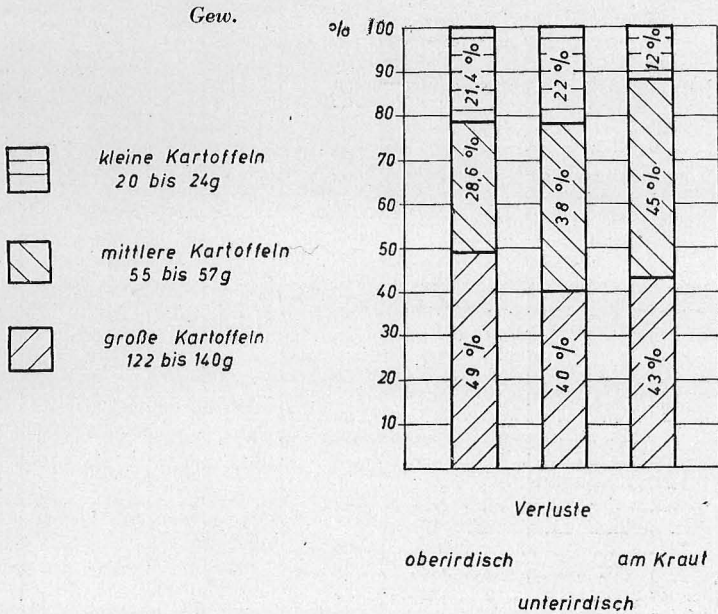 Gew.
% 100
90
80
70
60
50
40
30
20
10
kleine Kartoffeln
20 bis 24g
mittlere Kartoffeln
55 bis 57g
große Kartoffeln
122 bis 140g
21,4 %
28,6 %
49 %
22 %
38 %
40 %
12 %
45 %
43 %
Verluste
oberirdisch am Kraut
unterirdisch